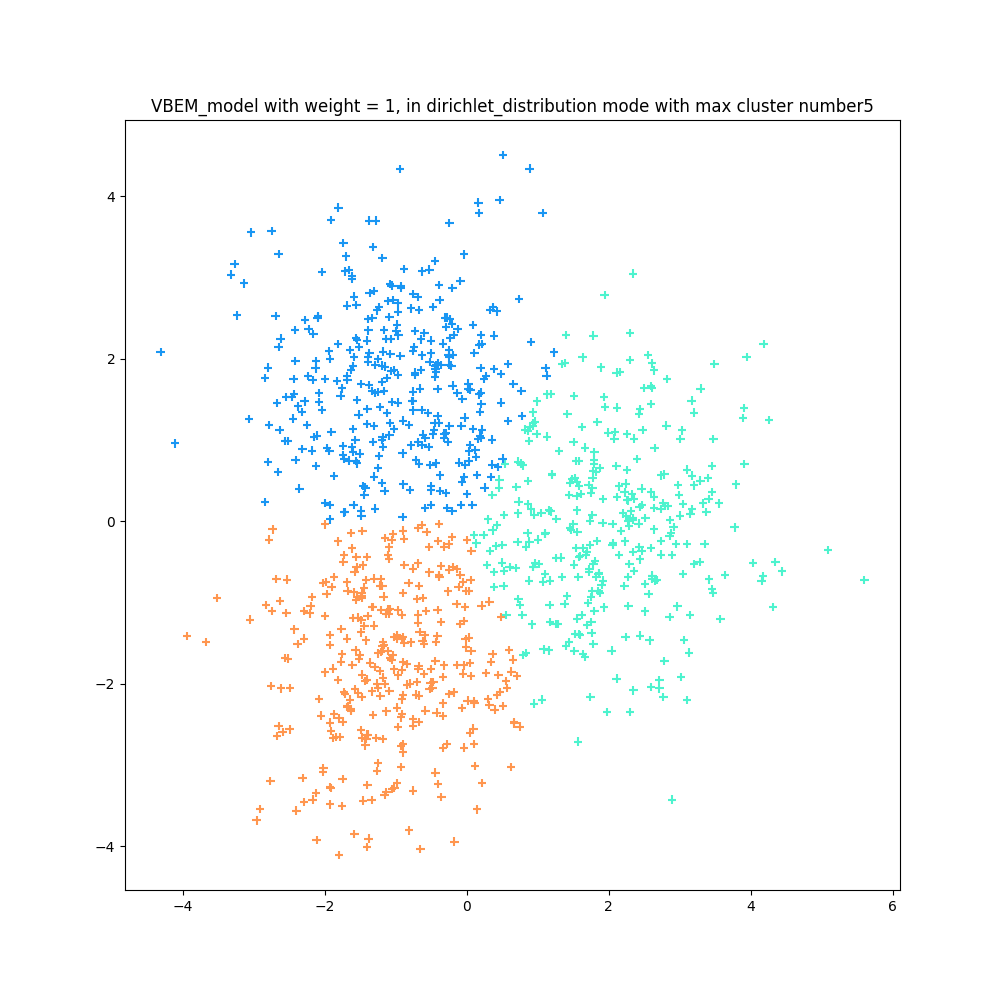 VBEM_model with weight = 1, in dirichlet_distribution mode with max cluster number5
4
2
0
−2
−4
−4 −2 0 2 4 6